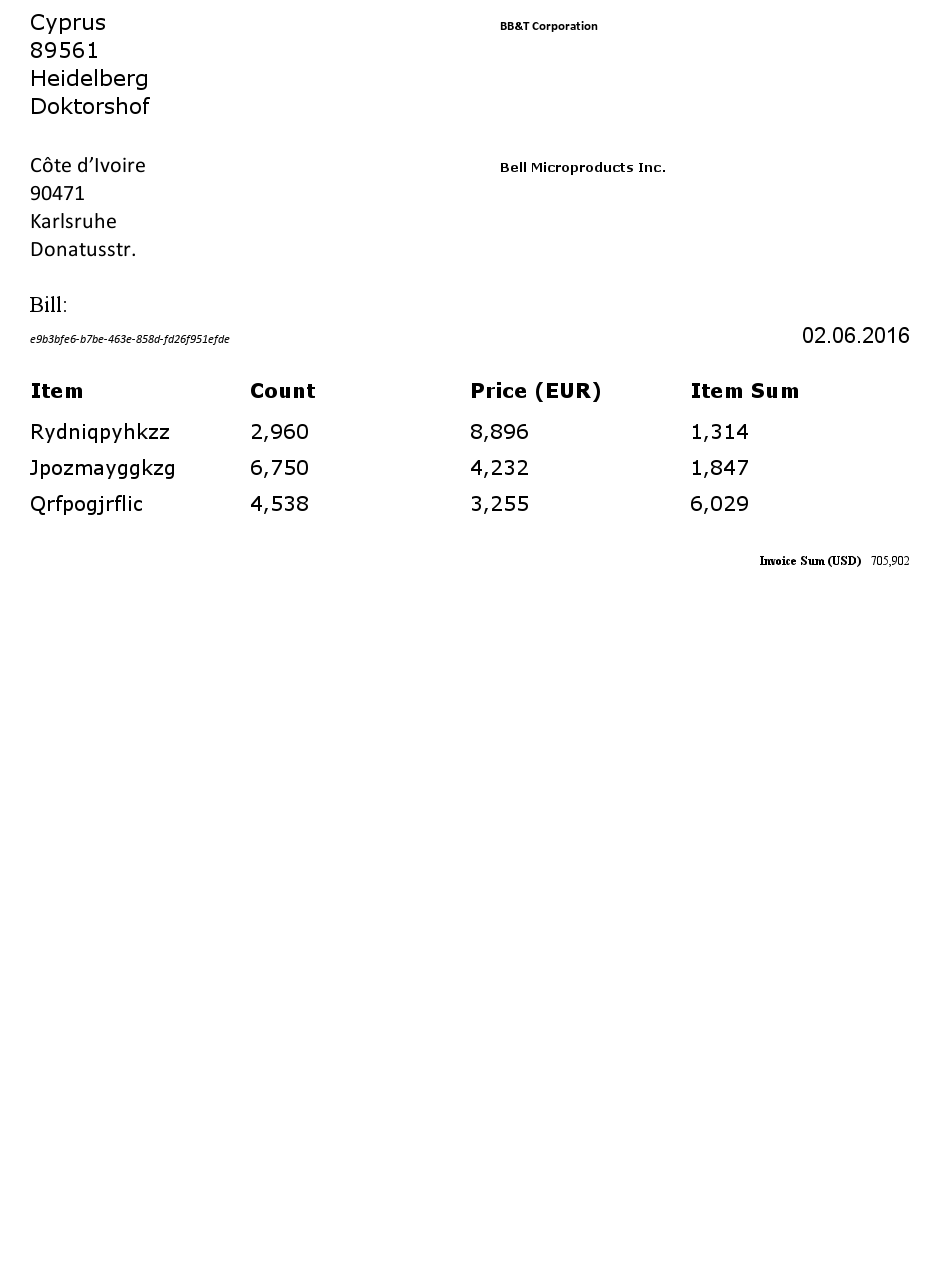 Cyprus
BB&T Corporation
89561
Heidelberg
Doktorshof
Côte d’Ivoire
Bell Microproducts Inc.
90471
Karlsruhe
Donatusstr.
Bill:
e9b3bfe6-b7be-463e-858d-fd26f951efde 02.06.2016
Item Count Price (EUR) Item Sum
Rydniqpyhkzz 2,960 8,896 1,314
Jpozmayggkzg 6,750 4,232 1,847
Qrfpogjrflic 4,538 3,255 6,029
Invoice Sum (USD) 705,902